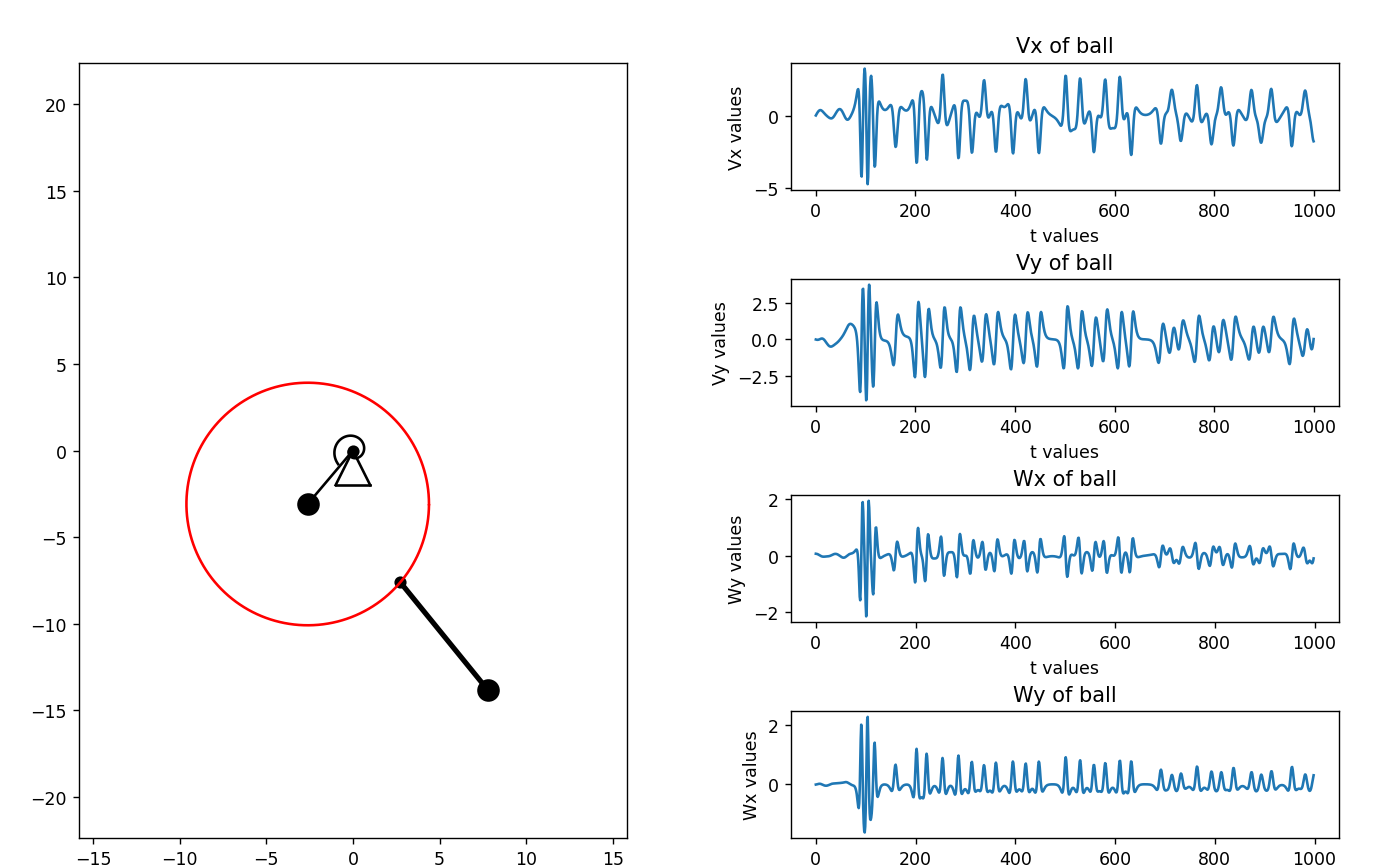 20
15
10
5
0
−5
−10
−15
−20
−15 −10 −5 0 5 10 15
Vx of ball
Vx values
0
−5
0 200 400 600 800 1000
t values
Vy of ball
Vy values
2.5
0.0
−2.5
0 200 400 600 800 1000
t values
Wx of ball
Wy values
2
0
−2
0 200 400 600 800 1000
t values
Wy of ball
Wx values
2
0
0 200 400 600 800 1000